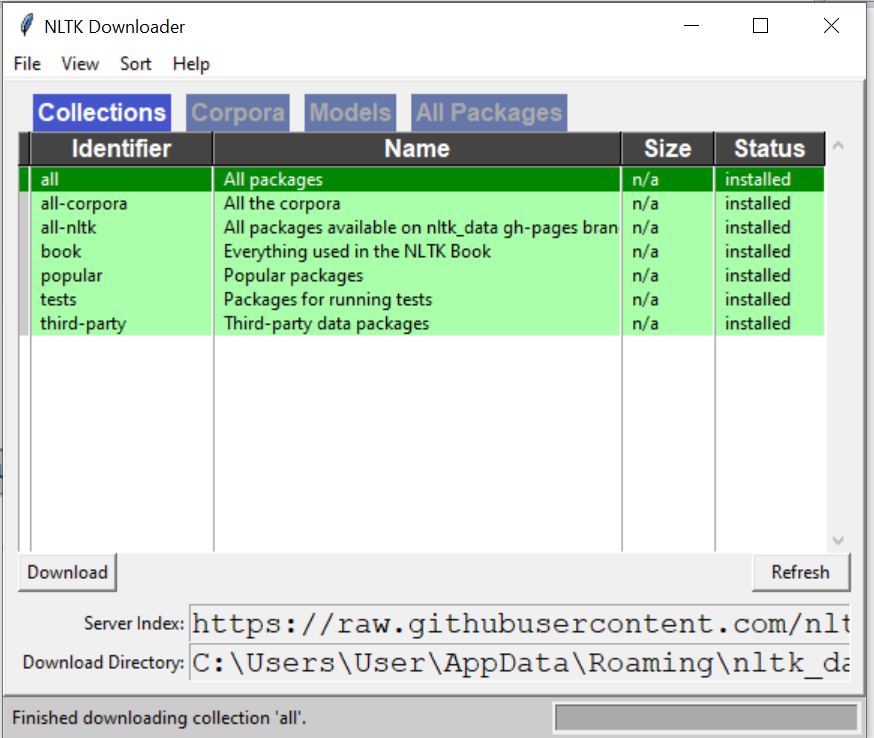 NLTK Downloader
File View Sort Help
Collections Corpora Models All Packages
Identifier Name Size Status
all All packages n/a installed
all-corpora All the corpora n/a installed
all-nltk All packages available on nltk_data gh-pages bran n/a installed
book Everything used in the NLTK Book n/a installed
popular Popular packages n/a installed
tests Packages for running tests n/a installed
third-party Third-party data packages n/a installed
Download Refresh
Server Index: https://raw.githubusercontent.com/nlt
Download Directory: C:\Users\User\AppData\Roaming\nltk_da
Finished downloading collection 'all'.